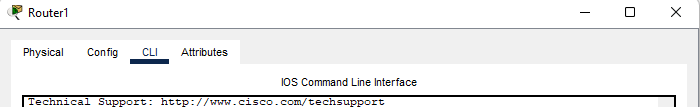 Router1
Physical Config CLI Attributes
IOS Command Line Interface
Technical Support: http://www.cisco.com/techsupport